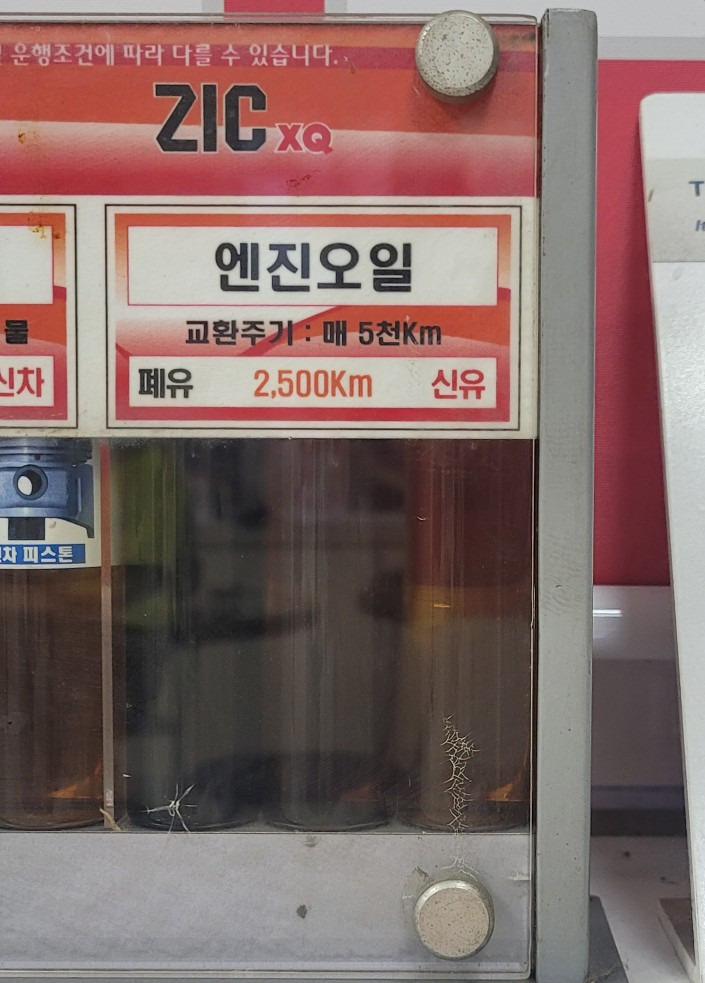 운행조건에 따라 다를 수 있습니다.
ZIC XQ
엔진오일
물
교환주기 : 매 5천Km
신차
폐유 2,500Km 신유
차 피스톤
T